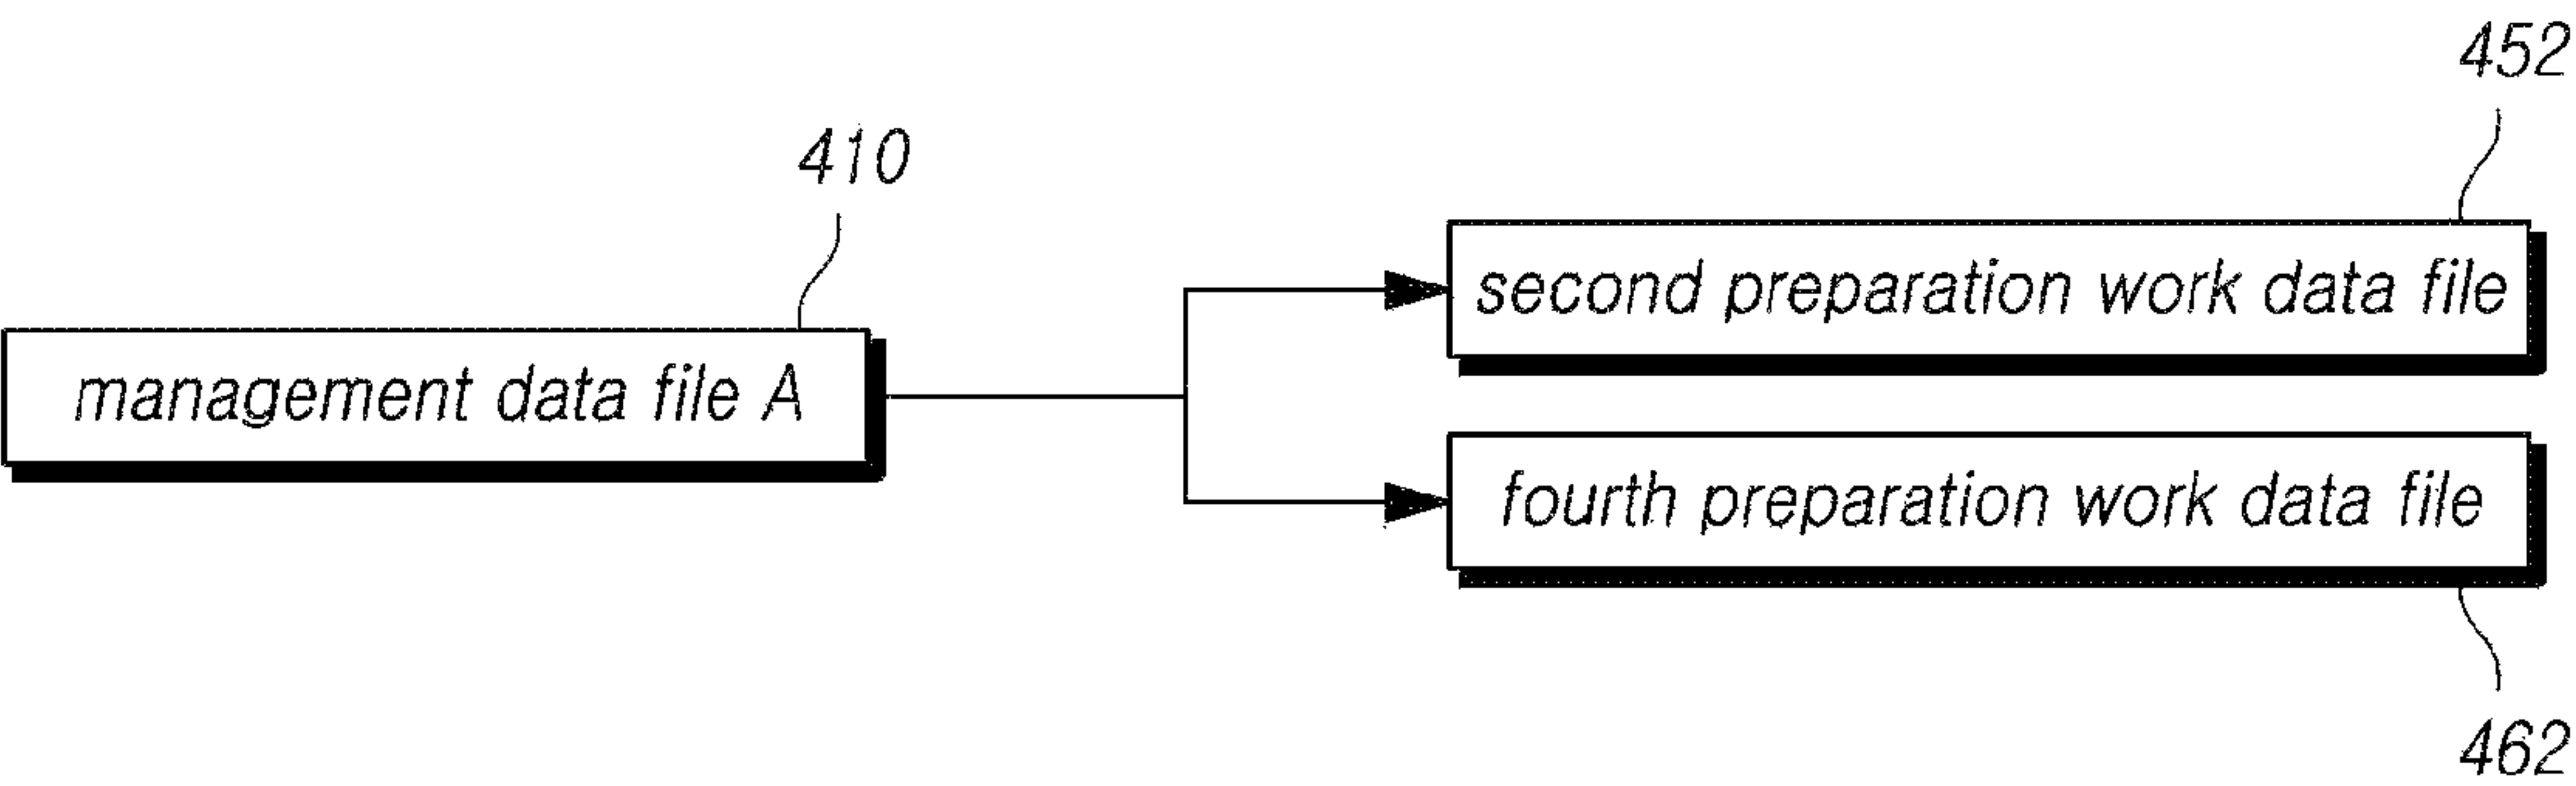 452
410
second preparation work data file
management data file A
fourth preparation work data file
462